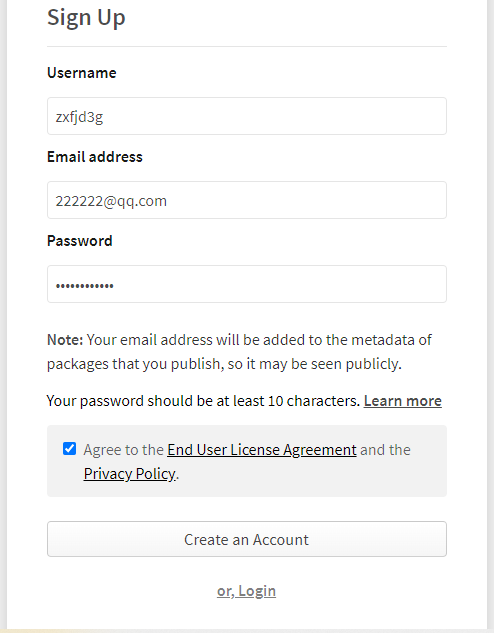 Sign Up
Username
zxfjd3g
Email address
222222@qq.com
Password
••••••••••••
Note: Your email address will be added to the metadata of
packages that you publish, so it may be seen publicly.
Your password should be at least 10 characters. Learn more
Agree to the End User License Agreement and the
Privacy Policy.
Create an Account
or, Login